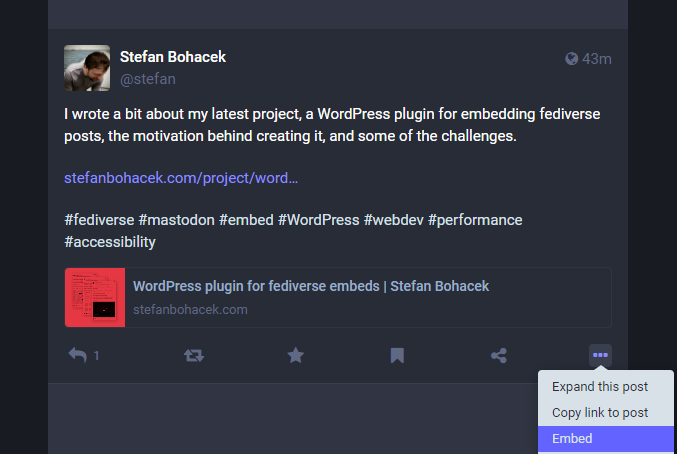 Stefan Bohacek
@stefan
43m
I wrote a bit about my latest project, a WordPress plugin for embedding fediverse
posts, the motivation behind creating it, and some of the challenges.
stefanbohacek.com/project/word…
#fediverse #mastodon #embed #WordPress #webdev #performance
#accessibility
WordPress plugin for fediverse embeds | Stefan Bohacek
stefanbohacek.com
1
Expand this post
Copy link to post
Embed